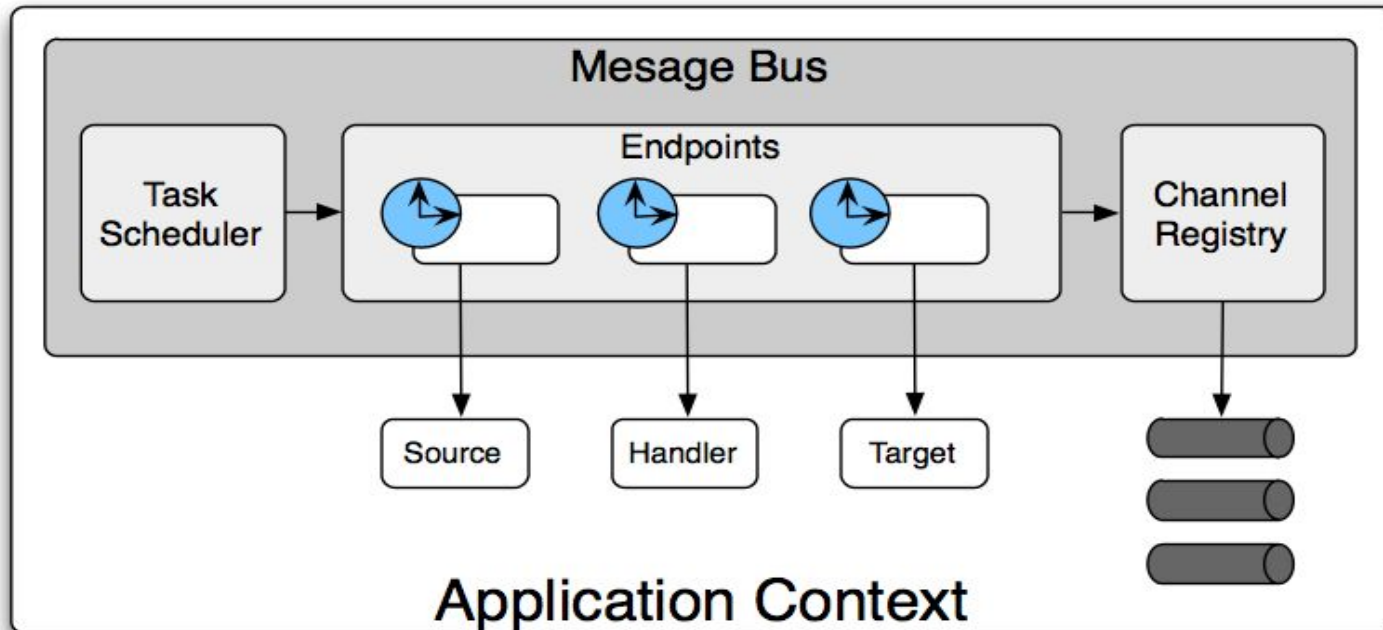 Mesage Bus
Endpoints
Task
Scheduler
Channel
Registry
Source
Handler
Target
Application Context